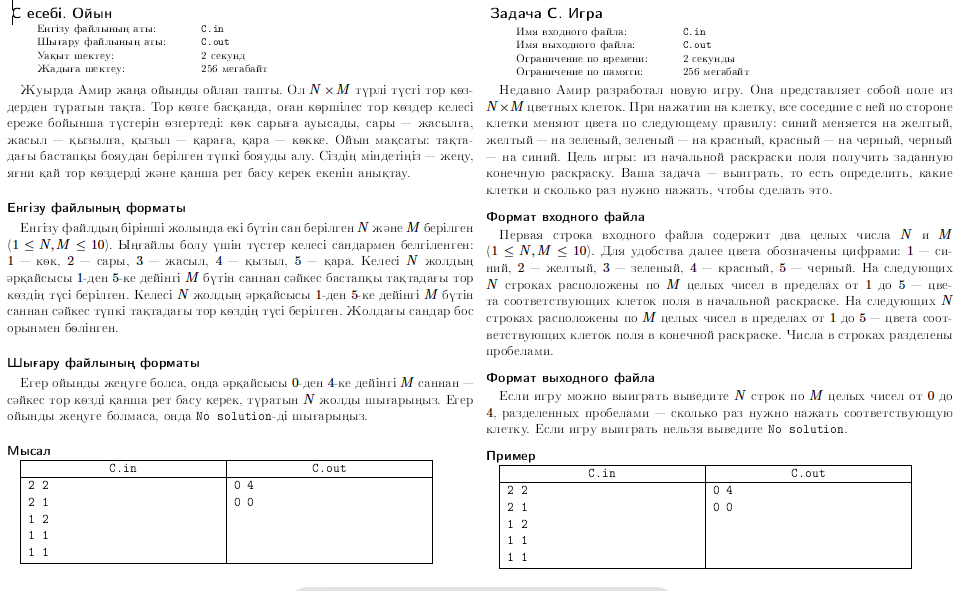 С есебі. Ойын
Енгізу файлының аты: C.in
Шығару файлының аты: C.out
Уақыт шектеу: 2 секунд
Жадыға шектеу: 256 мегабайт
Жуырда Амир жаңа ойынды ойлап тапты. Ол N × M түрлі түсті тор көз-
дерден тұратын тақта. Тор көзге басқанда, оған көршілес тор көздер келесі
ереже бойынша түстерін өзгертеді: көк сарыға ауысады, сары — жасылға,
жасыл — қызылға, қызыл — қараға, қара — көкке. Ойын мақсаты: тақта-
дағы бастапқы бояудан берілген түпкі бояуды алу. Сіздің міндетіңіз — жеңу,
яғни қай тор көздерді және қанша рет басу керек екенін анықтау.
Енгізу файлының форматы
Енгізу файлдың бірінші жолында екі бүтін сан берілген N және M берілген
(1 ≤ N, M ≤ 10). Ыңғайлы болу үшін түстер келесі сандармен белгіленген:
1 — көк, 2 — сары, 3 — жасыл, 4 — қызыл, 5 — қара. Келесі N жолдың
әрқайсысы 1-ден 5-ке дейінгі M бүтін саннан сәйкес бастапқы тақтадағы тор
көздің түсі берілген. Келесі N жолдың әрқайсысы 1-ден 5-ке дейінгі M бүтін
саннан сәйкес түпкі тақтадағы тор көздің түсі берілген. Жолдағы сандар бос
орынмен бөлінген.
Шығару файлының форматы
Егер ойынды жеңуге болса, онда әрқайсысы 0-ден 4-ке дейінгі M саннан —
сәйкес тор көзді қанша рет басу керек, тұратын N жолды шығарыңыз. Егер
ойынды жеңуге болмаса, онда No solution-ді шығарыңыз.
Мысал
C.in C.out
2 2 0 4
2 1 0 0
1 2
1 1
1 1
Задача C. Игра
Имя входного файла: C.in
Имя выходного файла: C.out
Ограничение по времени: 2 секунды
Ограничение по памяти: 256 мегабайт
Недавно Амир разработал новую игру. Она представляет собой поле из
N×M цветных клеток. При нажатии на клетку, все соседние с ней по стороне
клетки меняют цвета по следующему правилу: синий меняется на желтый,
желтый — на зеленый, зеленый — на красный, красный — на черный, черный
— на синий. Цель игры: из начальной раскраски поля получить заданную
конечную раскраску. Ваша задача — выиграть, то есть определить, какие
клетки и сколько раз нужно нажать, чтобы сделать это.
Формат входного файла
Первая строка входного файла содержит два целых числа N и M
(1 ≤ N, M ≤ 10). Для удобства далее цвета обозначены цифрами: 1 — си-
ний, 2 — желтый, 3 — зеленый, 4 — красный, 5 — черный. На следующих
N строках расположены по M целых чисел в пределах от 1 до 5 — цве-
та соответствующих клеток поля в начальной раскраске. На следующих N
строках расположены по M целых чисел в пределах от 1 до 5 — цвета соот-
ветствующих клеток поля в конечной раскраске. Числа в строках разделены
пробелами.
Формат выходного файла
Если игру можно выиграть выведите N строк по M целых чисел от 0 до
4, разделенных пробелами — сколько раз нужно нажать соответствующую
клетку. Если игру выиграть нельзя выведите No solution.
Пример
C.in C.out
2 2 0 4
2 1 0 0
1 2
1 1
1 1